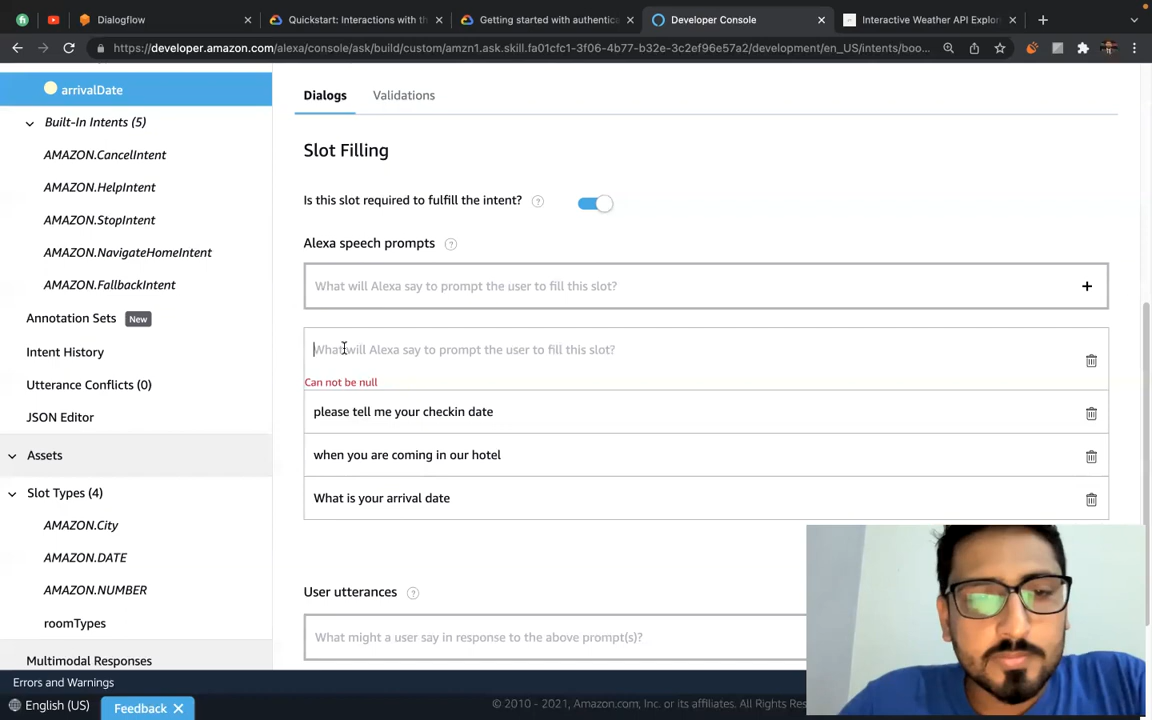 Dialogflow
Quickstart: Interactions with th
Getting started with authentica
Developer Console
Interactive Weather API Explor
https://developer.amazon.com/alexa/console/ask/build/custom/amzn1.ask.skill.fa01cfc1-3f06-4b77-b32e-3c2ef96e57a2/development/en_US/intents/boo...
arrivalDate
Built-In Intents (5)
AMAZON.CancelIntent
AMAZON.HelpIntent
AMAZON.StopIntent
AMAZON.NavigateHomeIntent
AMAZON.FallbackIntent
Annotation Sets New
Intent History
Utterance Conflicts (0)
JSON Editor
Assets
Slot Types (4)
AMAZON.City
AMAZON.DATE
AMAZON.NUMBER
roomTypes
Multimodal Responses
Dialogs Validations
Slot Filling
Is this slot required to fulfill the intent? ?
Alexa speech prompts ?
What will Alexa say to prompt the user to fill this slot? +
What will Alexa say to prompt the user to fill this slot?
Can not be null
please tell me your checkin date
when you are coming in our hotel
What is your arrival date
User utterances ?
What might a user say in response to the above prompt(s)?
Errors and Warnings
English (US)
Feedback
© 2010 - 2021, Amazon.com, Inc. or its affiliates. All Rights Res